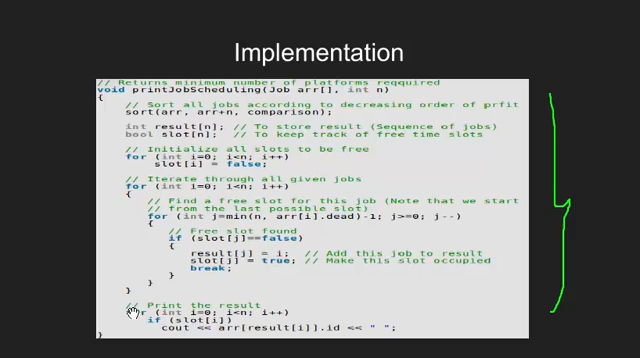 Implementation
// Returns minimum number of platforms reqquired
void printJobScheduling(Job arr[], int n)
{
// Sort all jobs according to decreasing order of prfit
sort(arr, arr+n, comparison);
int result[n]; // To store result (Sequence of jobs)
bool slot[n]; // To keep track of free time slots
// Initialize all slots to be free
for (int i=0; i<n; i++)
slot[i] = false;
// Iterate through all given jobs
for (int i=0; i<n; i++)
{
// Find a free slot for this job (Note that we start
// from the last possible slot)
for (int j=min(n, arr[i].dead)-1; j>=0; j--)
{
// Free slot found
if (slot[j]==false)
{
result[j] = i; // Add this job to result
slot[j] = true; // Make this slot occupied
break;
}
}
}
// Print the result
for (int i=0; i<n; i++)
if (slot[i])
cout << arr[result[i]].id << " ";
}